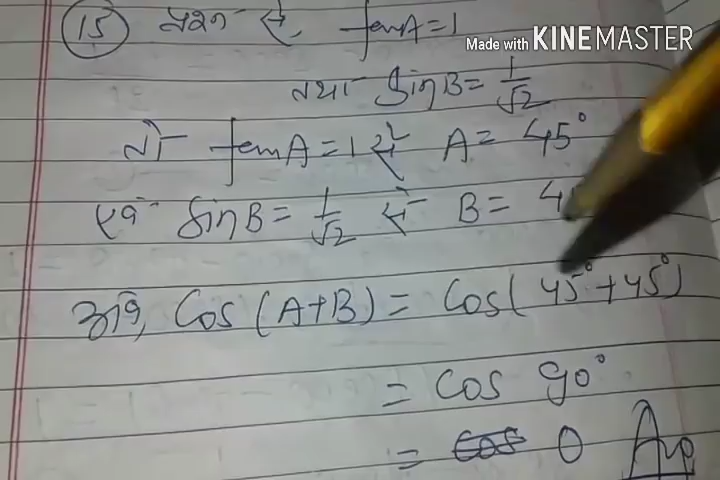 15 प्रश्न से, tanA = 1
Made with KINEMASTER
तथा sinB = 1/√2
तो tanA = 1 से A = 45°
एवं sinB = 1/√2 से B = 4
अतः, Cos (A+B) = Cos( 45° + 45°)
= Cos 90°
= 0 Ans